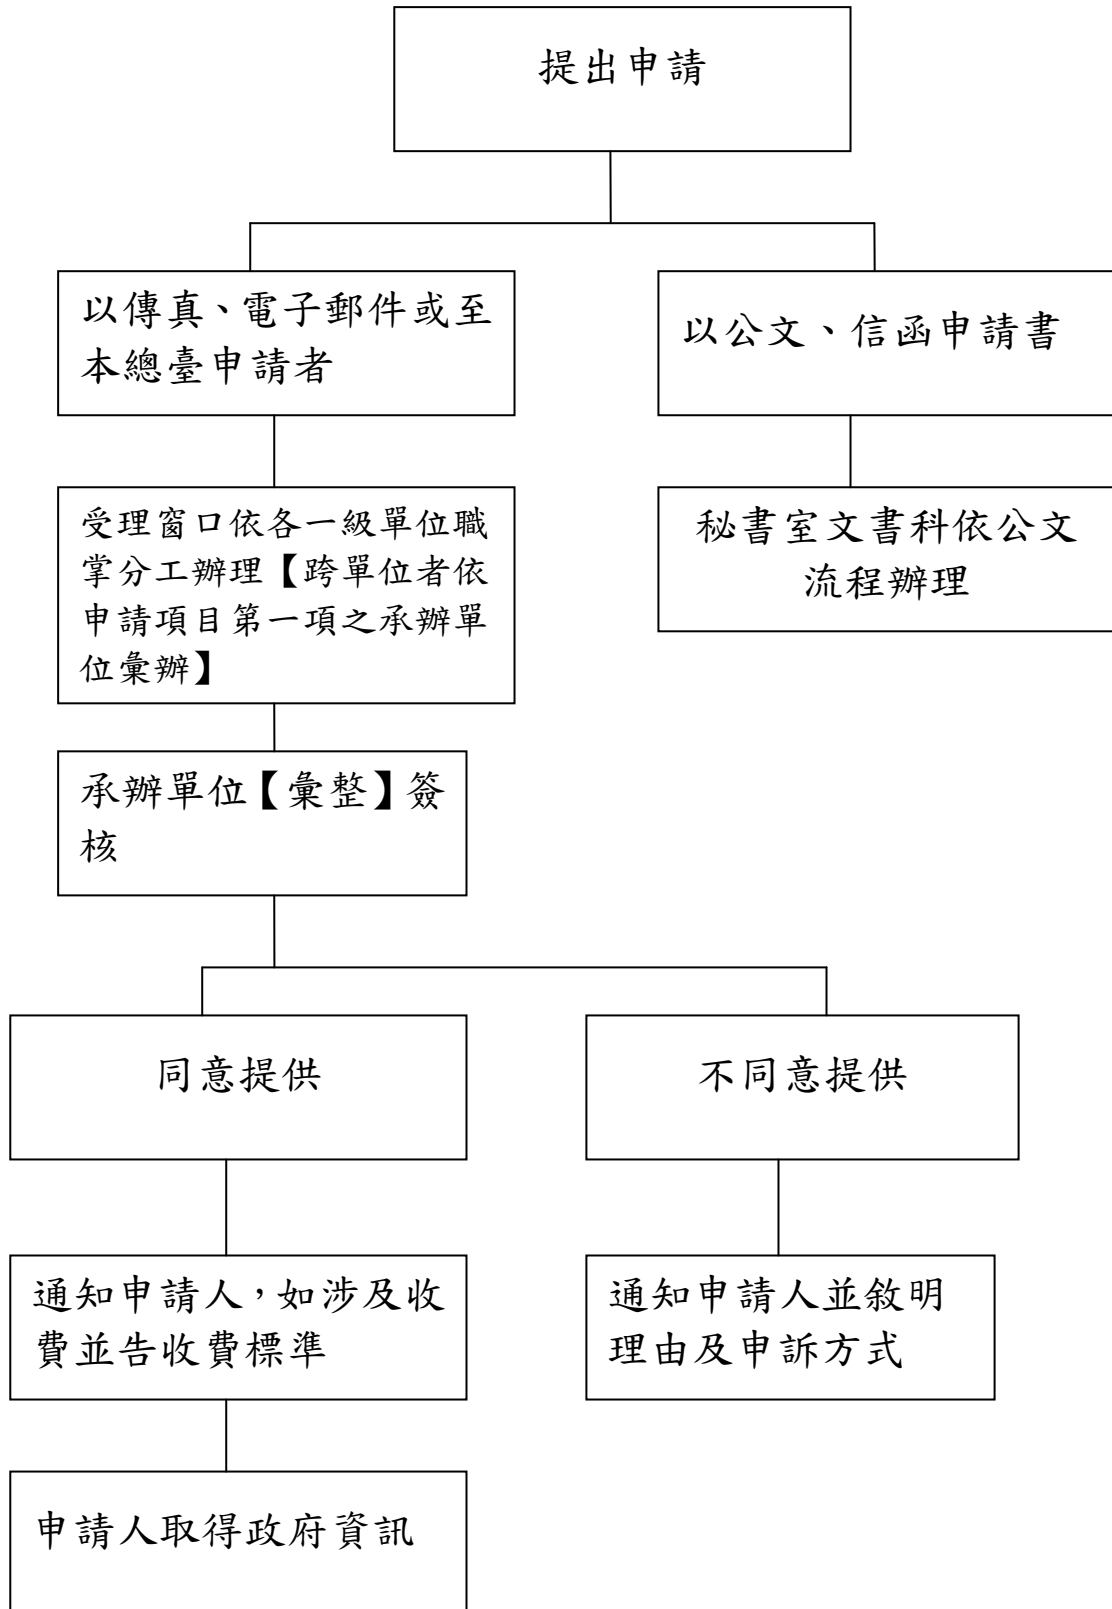 提出申請
以傳真、電子郵件或至
本總臺申請者
以公文、信函申請書
受理窗口依各一級單位職
掌分工辦理【跨單位者依
申請項目第一項之承辦單
位彙辦】
秘書室文書科依公文
流程辦理
承辦單位【彙整】簽
核
同意提供
不同意提供
通知申請人，如涉及收
費並告收費標準
通知申請人並敘明
理由及申訴方式
申請人取得政府資訊